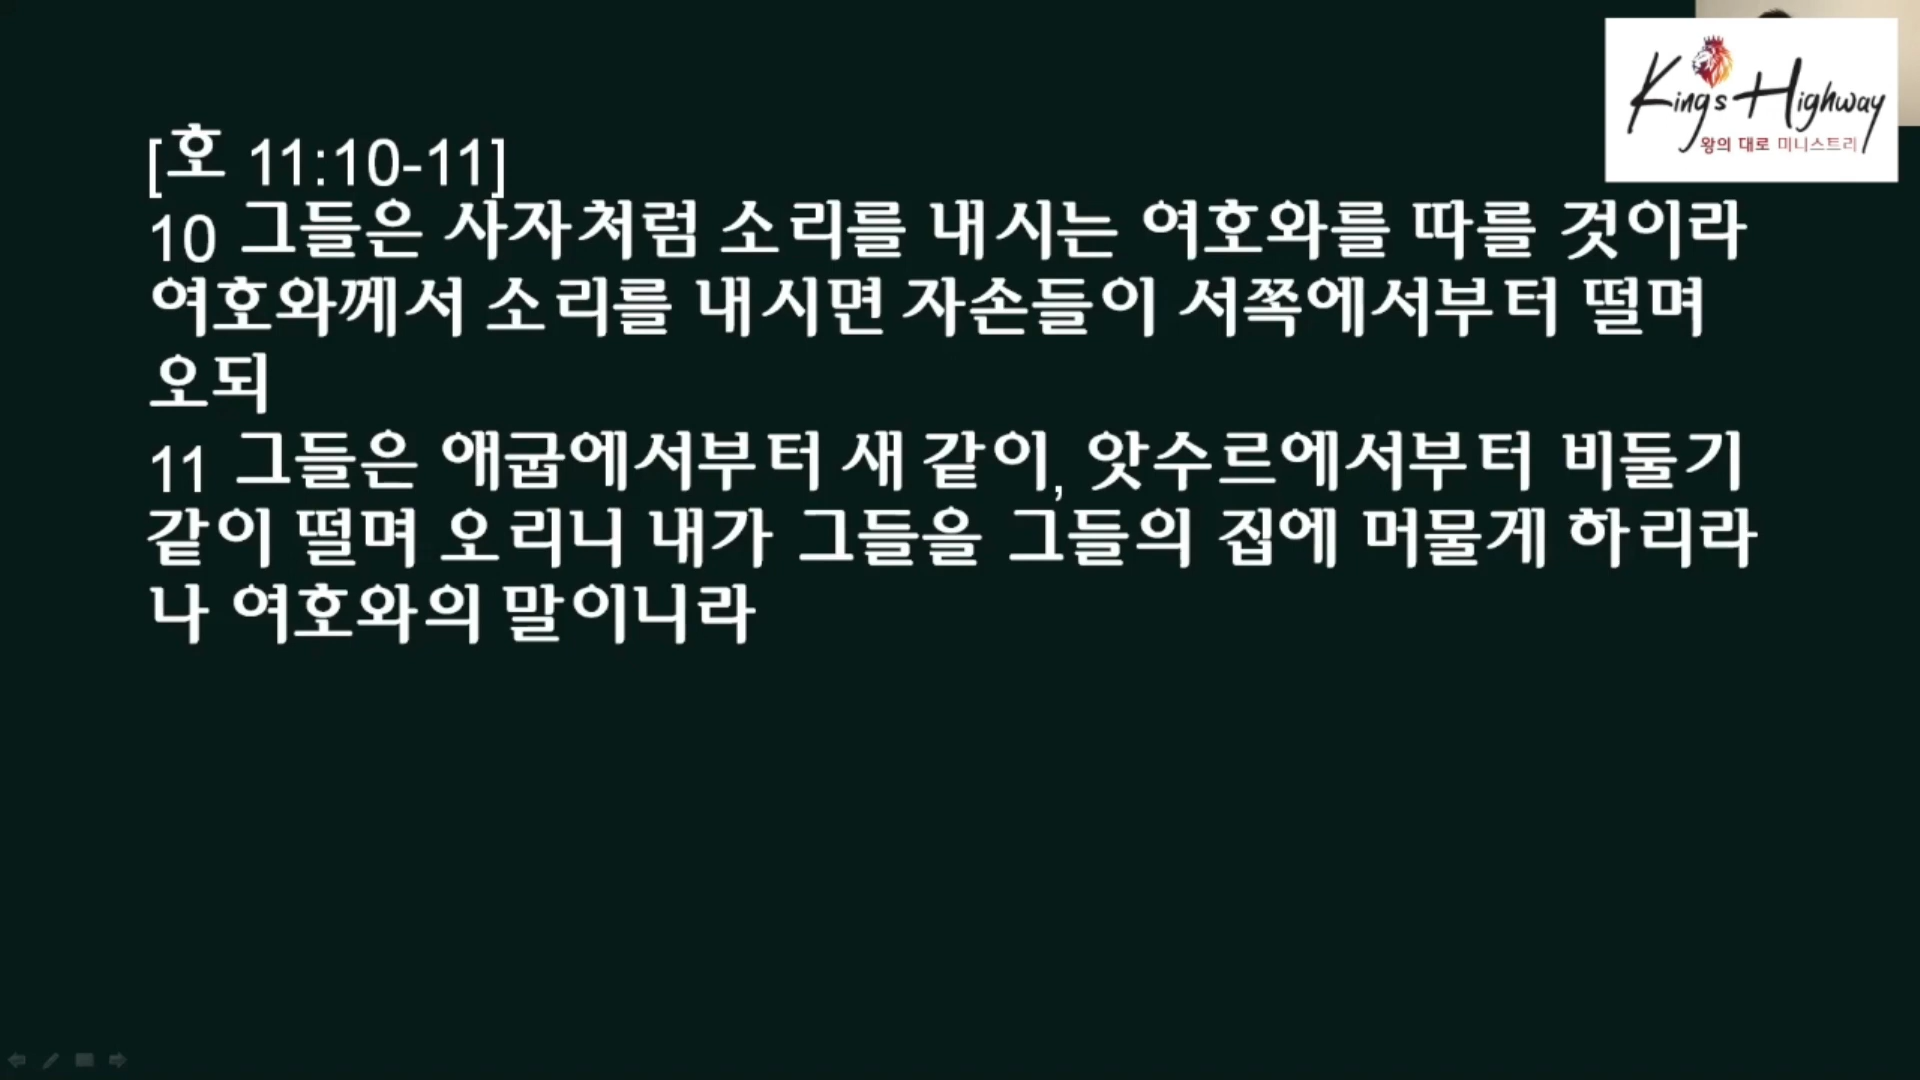 King's Highway
왕의 대로 미니스트리
[호 11:10-11]
10 그들은 사자처럼 소리를 내시는 여호와를 따를 것이라
여호와께서 소리를 내시면 자손들이 서쪽에서부터 떨며
오되
11 그들은 애굽에서부터 새 같이, 앗수르에서부터 비둘기
같이 떨며 오리니 내가 그들을 그들의 집에 머물게 하리라
나 여호와의 말이니라